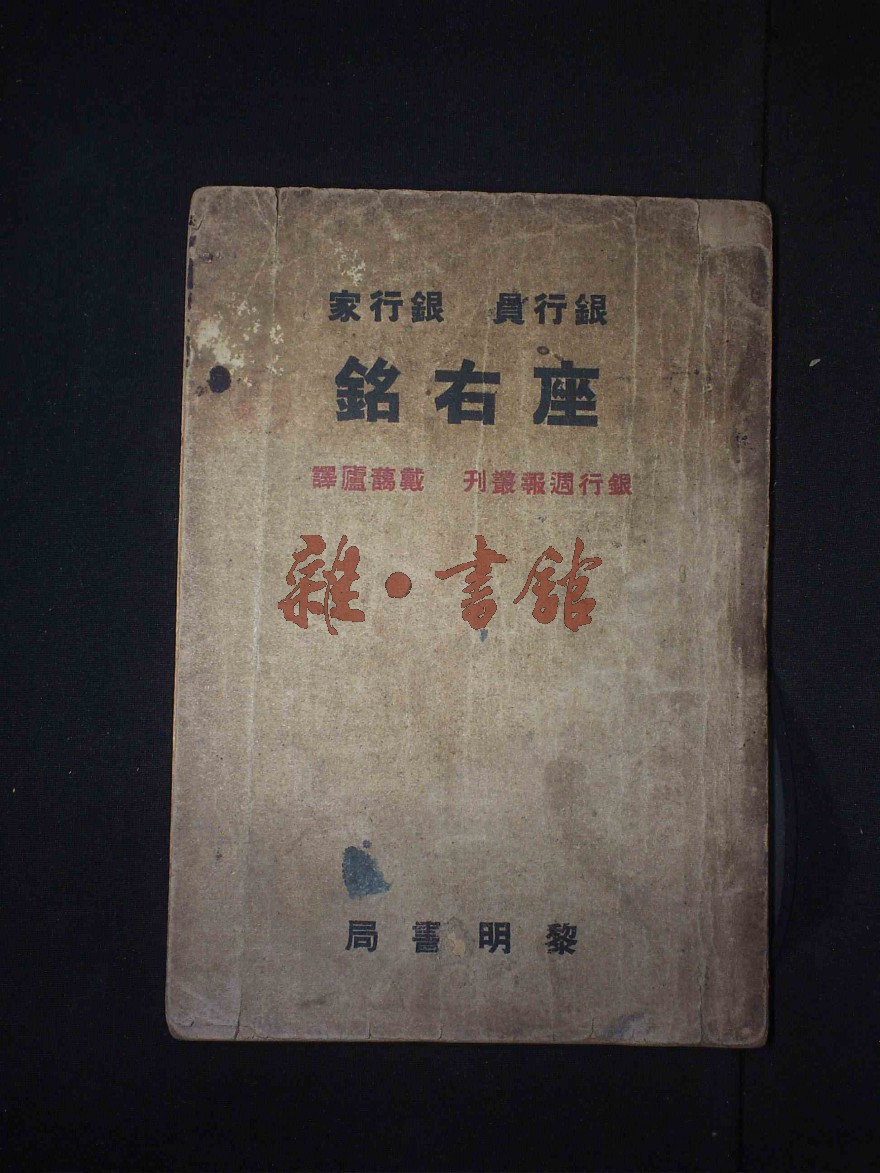 銀行員 銀行家
座右銘
銀行週報叢刊 戴藹廬譯
雜·書館
黎明書局